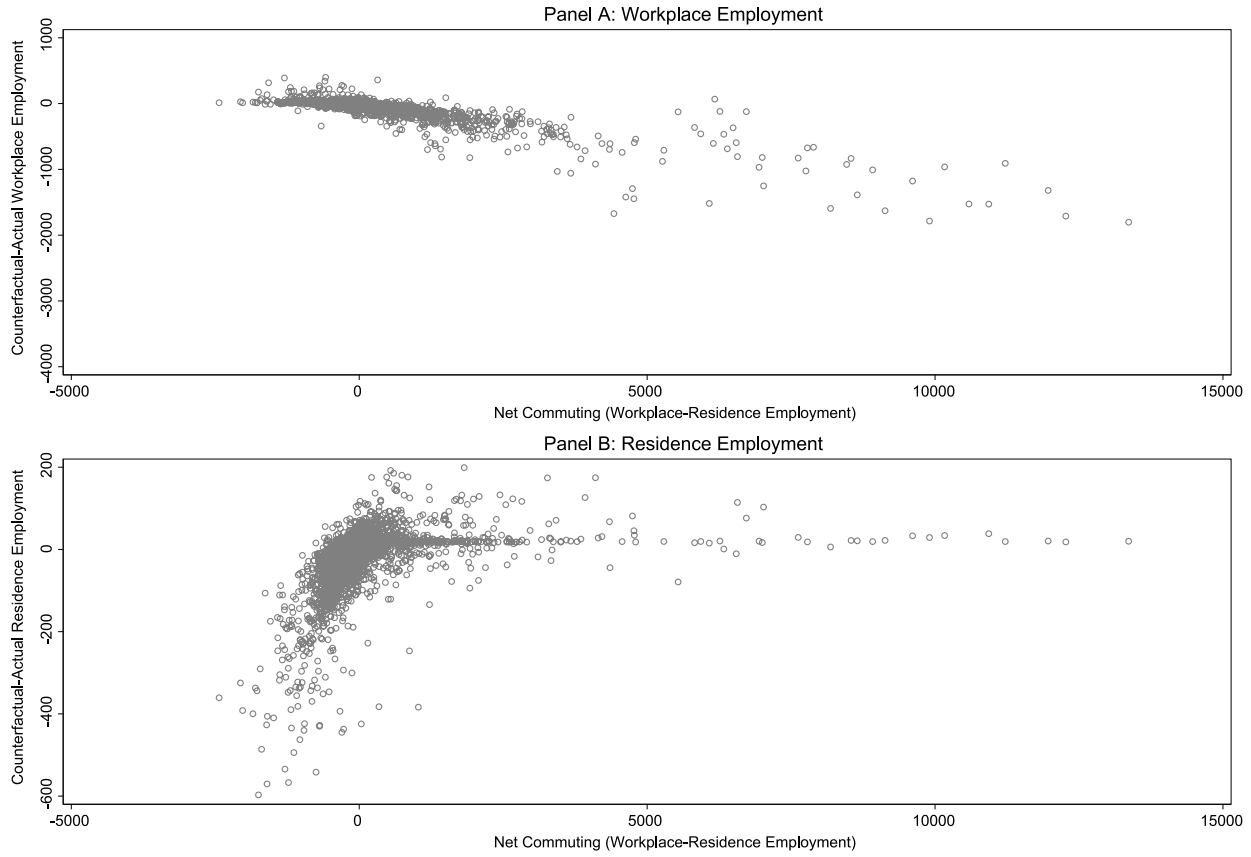 Panel A: Workplace Employment
Counterfactual-Actual Workplace Employment
1000
0
-1000
-2000
-3000
-4000
-5000 0 5000 10000 15000
Net Commuting (Workplace-Residence Employment)
Panel B: Residence Employment
Counterfactual-Actual Residence Employment
200
0
-200
-400
-600
-5000 0 5000 10000 15000
Net Commuting (Workplace-Residence Employment)